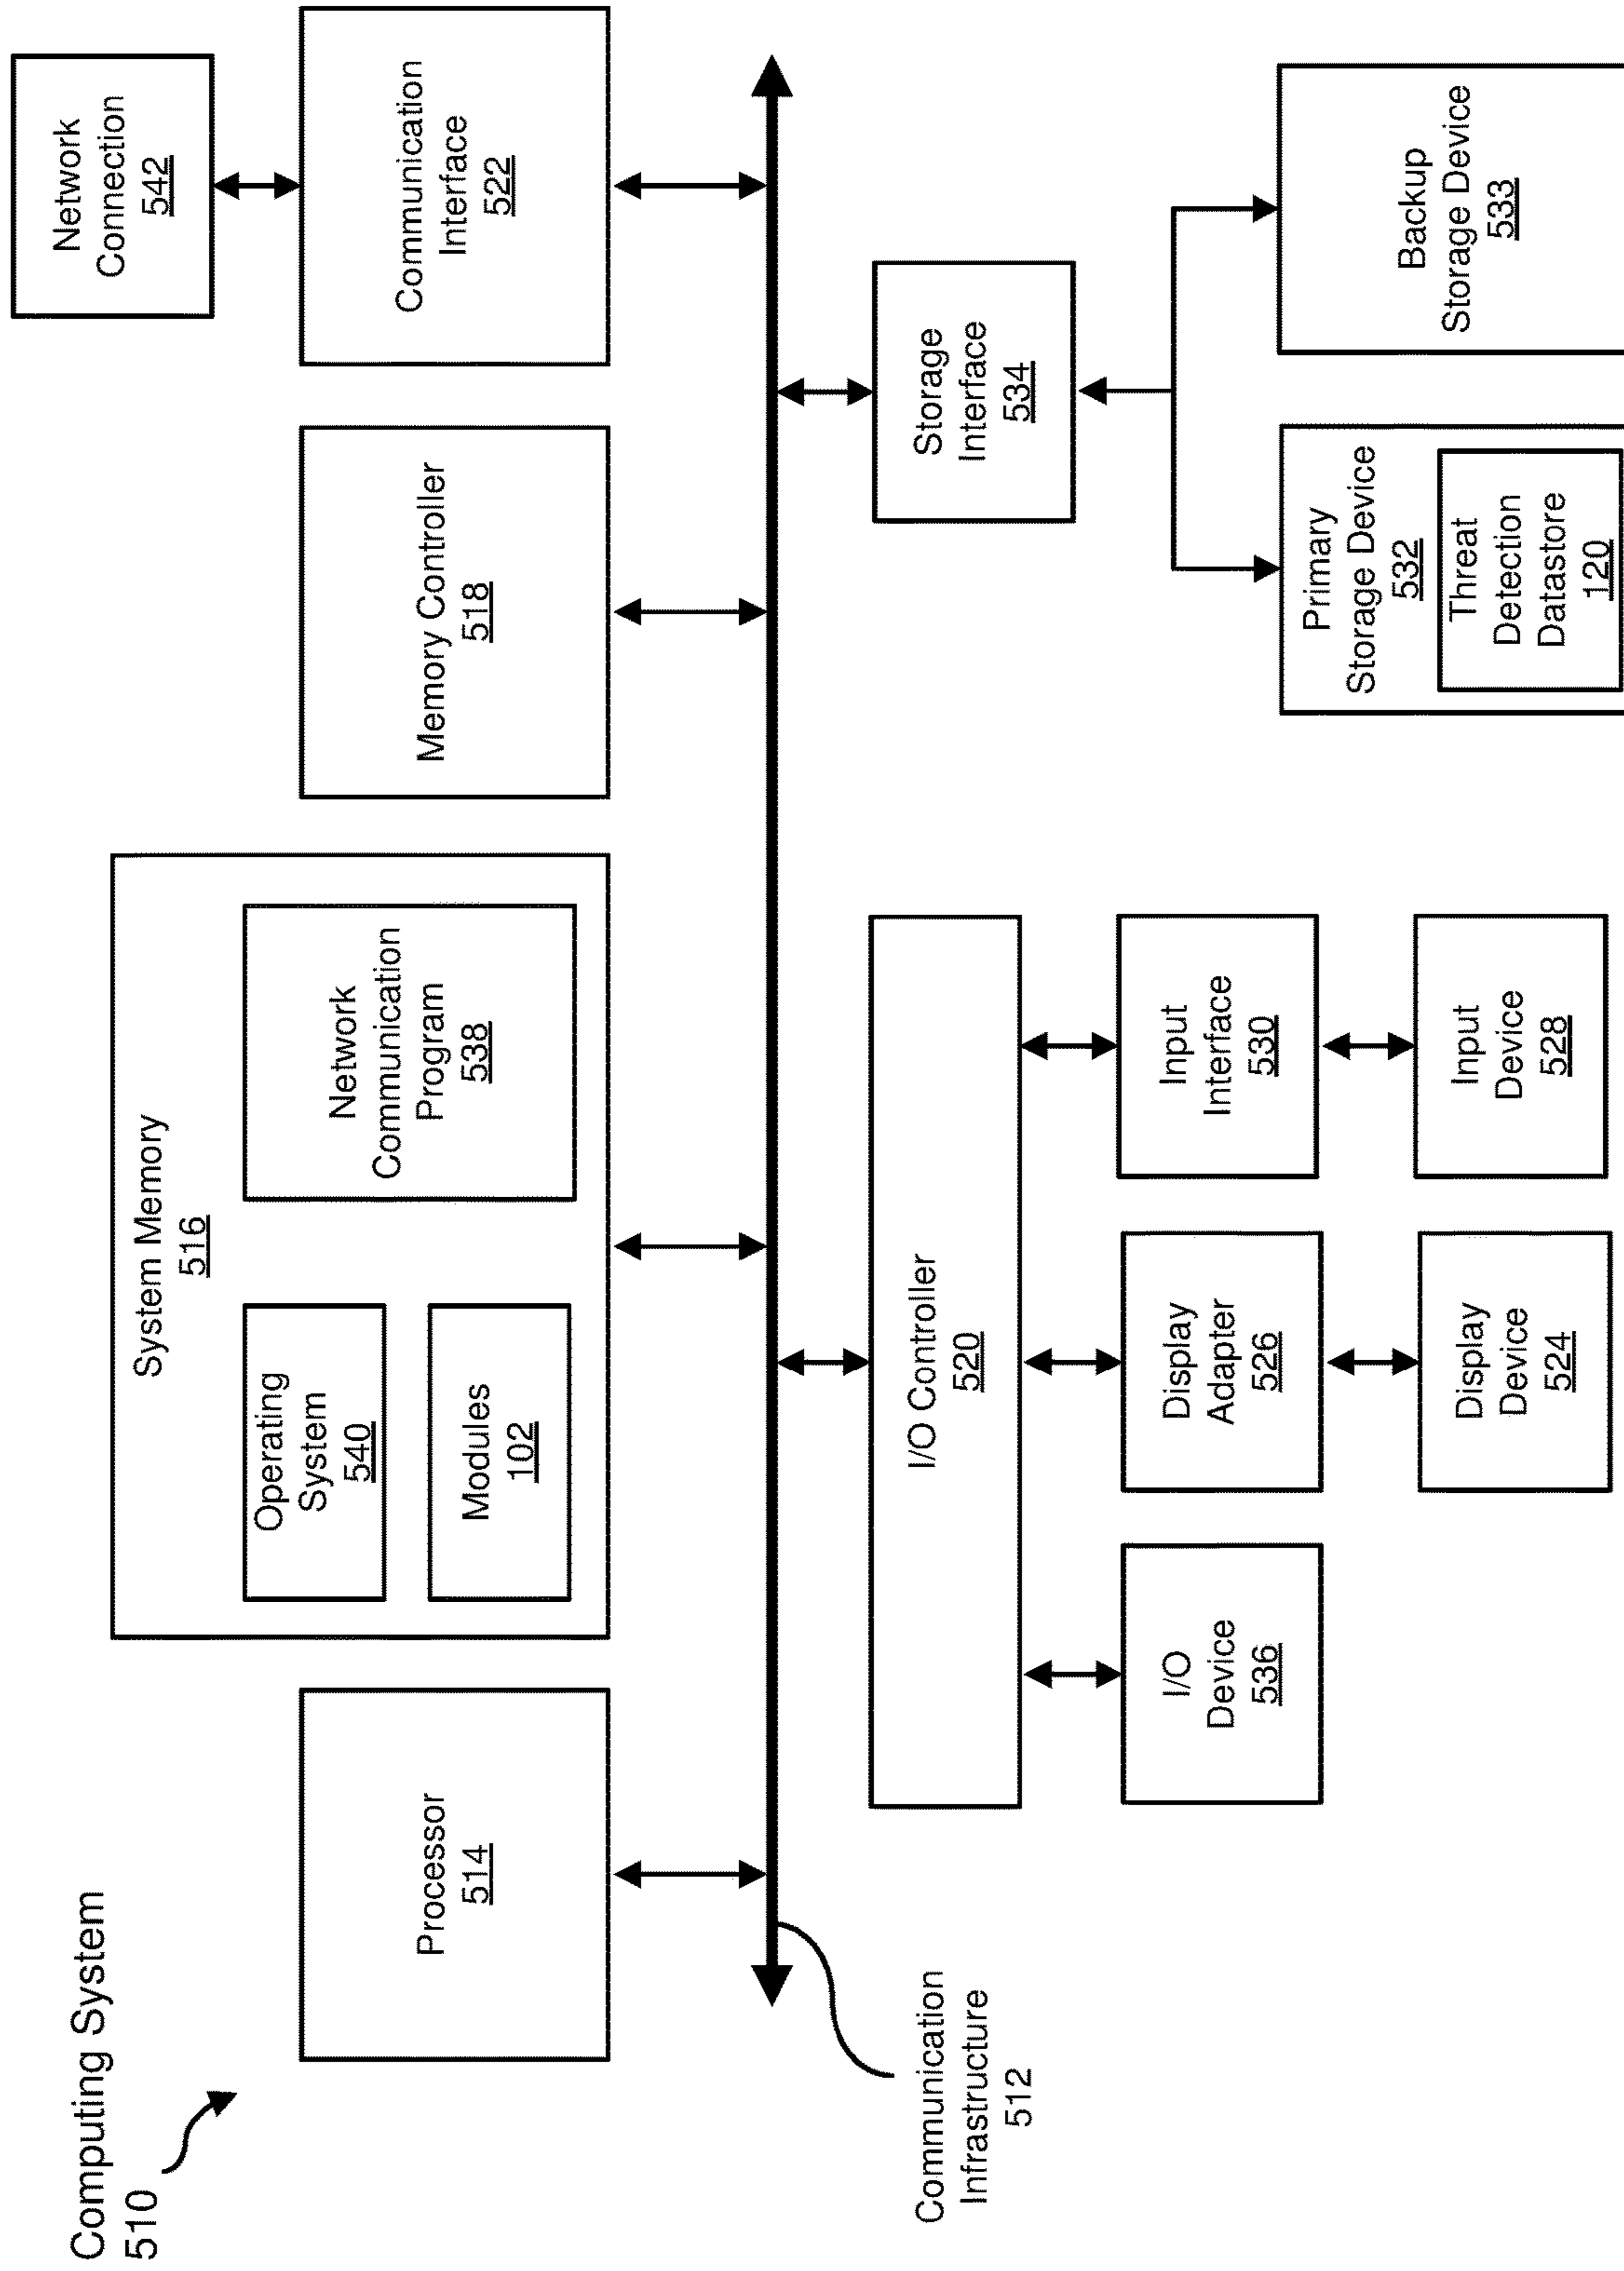 Computing System
510
Processor
514
System Memory
516
Operating
System
540
Modules
102
Network
Communication
Program
538
Memory Controller
518
Network
Connection
542
Communication
Interface
522
Communication
Infrastructure
512
I/O Controller
520
I/O
Device
536
Display
Adapter
526
Display
Device
524
Input
Interface
530
Input
Device
528
Storage
Interface
534
Primary
Storage Device
532
Threat
Detection
Datastore
120
Backup
Storage Device
533